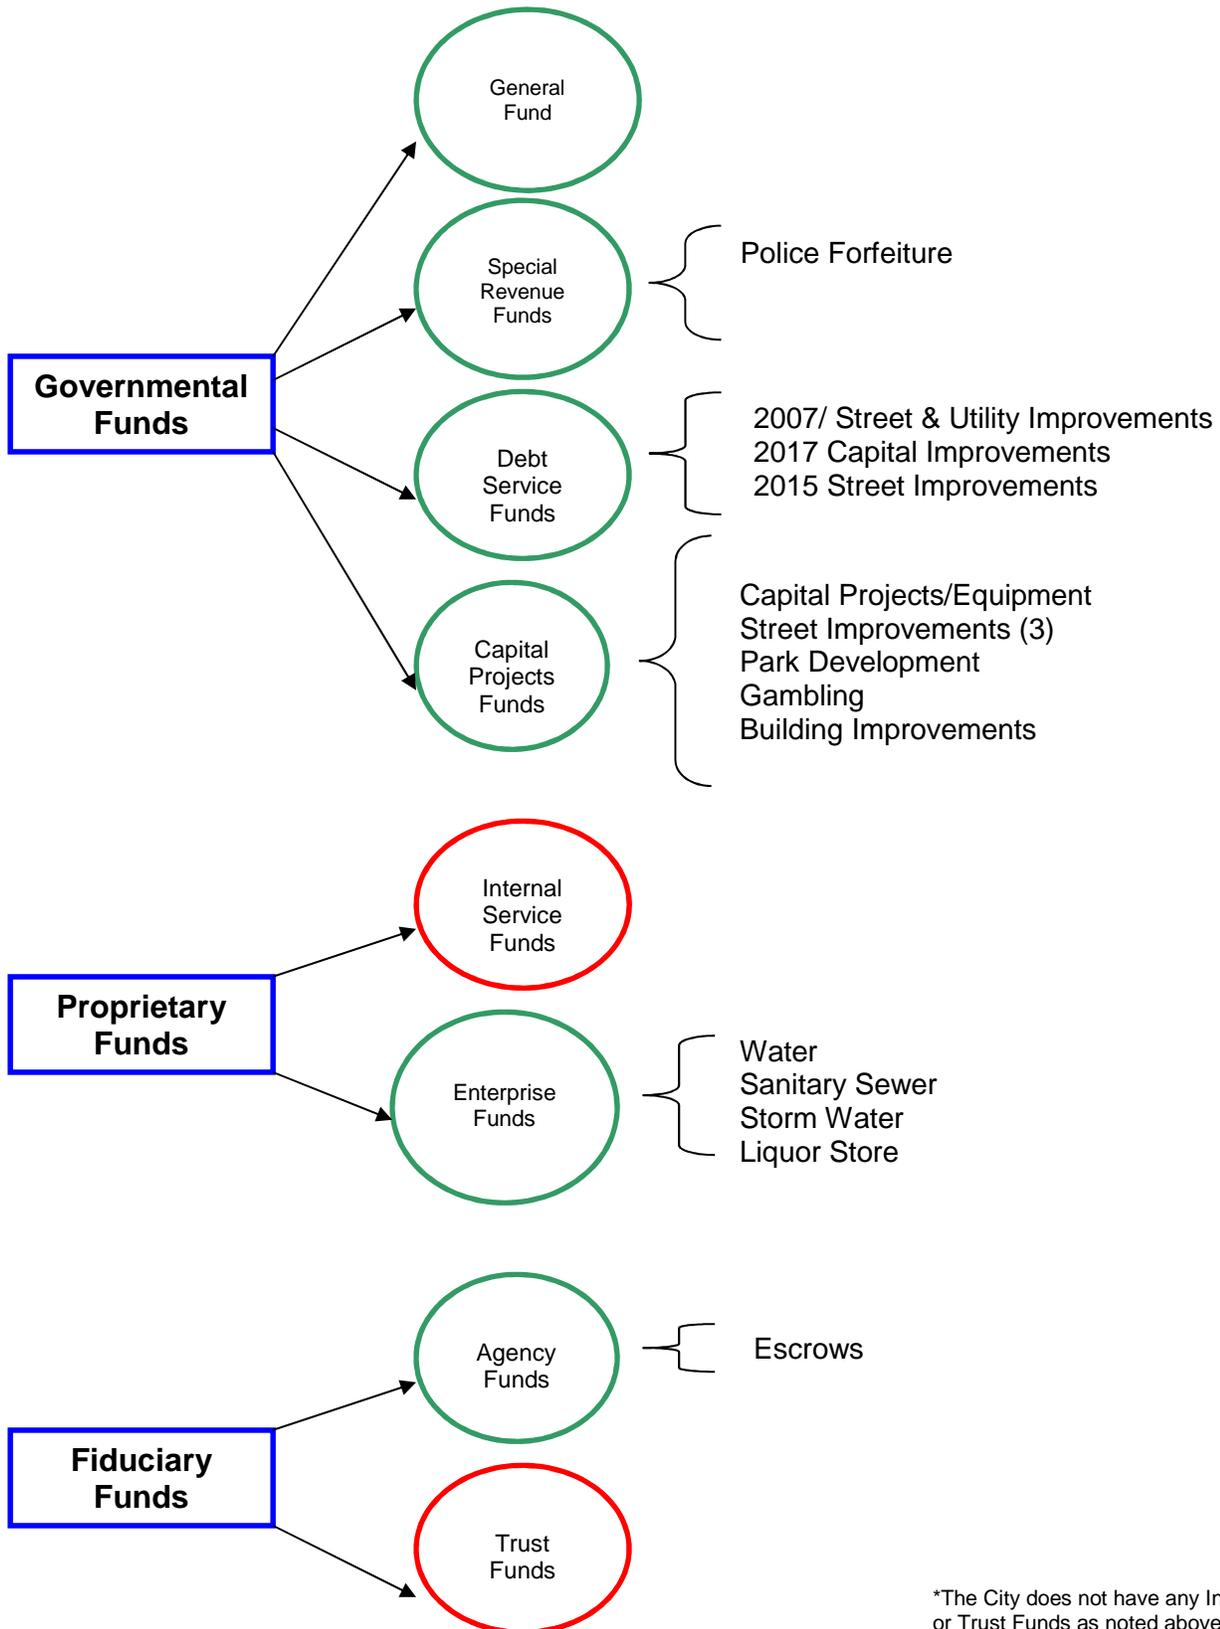 General
Fund
Special
Revenue
Funds
Police Forfeiture
Governmental
Funds
Debt
Service
Funds
2007/ Street & Utility Improvements
2017 Capital Improvements
2015 Street Improvements
Capital
Projects
Funds
Capital Projects/Equipment
Street Improvements (3)
Park Development
Gambling
Building Improvements
Internal
Service
Funds
Proprietary
Funds
Enterprise
Funds
Water
Sanitary Sewer
Storm Water
Liquor Store
Agency
Funds
Escrows
Fiduciary
Funds
Trust
Funds
*The City does not have any
or Trust Funds as noted above